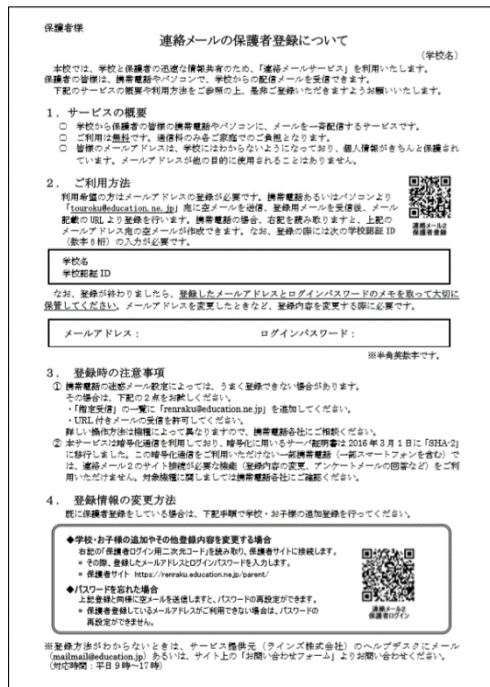 保護者様
連絡メールの保護者登録について
（学校名）
本校では、学校と保護者の迅速な情報共有のため、「連絡メールサービス」を利用いたします。
保護者の皆様は、携帯電話やパソコンで、学校からの配信メールを受信できます。
下記のサービスの概要や利用方法をご参照の上、是非ご登録いただきますようお願いいたします。
１．サービスの概要
○ 学校から保護者の皆様の携帯電話やパソコンに、メールを一斉配信するサービスです。
○ ご利用は無料です。通信料のみ各ご家庭でのご負担となります。
○ 皆様のメールアドレスは、学校にはわからないようになっており、個人情報がきちんと保護され
ています。メールアドレスが他の目的に使用されることはありません。
２．ご利用方法
利用希望の方はメールアドレスの登録が必要です。携帯電話あるいはパソコンより
「touroku@education.ne.jp」宛に空メールを送信、登録用メールを受信後、メール
記載の URL より登録を行います。携帯電話の場合、右記を読み取りますと、上記の
メールアドレス宛の空メールが作成できます。なお、登録の際には次の学校認証 ID
（数字８桁）の入力が必要です。
連絡メール2
保護者登録
学校名
学校認証 ID
なお、登録が終わりましたら、登録したメールアドレスとログインパスワードのメモを取って大切に
保管してください。メールアドレスを変更したときなど、登録内容を変更する際に必要です。
メールアドレス： ログインパスワード：
※半角英数字です。
３．登録時の注意事項
① 携帯電話の迷惑メール設定によっては、うまく登録できない場合があります。
その場合は、下記の２点をお試しください。
・「指定受信」の一覧に「renraku@education.ne.jp」を追加してください。
・URL 付きメールの受信を許可してください。
詳しい操作方法は機種によって異なりますので、携帯電話各社にご相談ください。
② 本サービスは暗号化通信を利用しており、暗号化に用いるサーバ証明書は 2016 年３月１日に「SHA-2」
に移行しました。この暗号化通信をご利用いただけない一部携帯電話（一部スマートフォンを含む）で
は、連絡メール２のサイト接続が必要な機能（登録内容の変更、アンケートメールの回答など）をご利
用いただけません。対象機種に関しましては携帯電話各社にご確認ください。
４．登録情報の変更方法
既に保護者登録をしている場合は、下記手順で学校・お子様の追加登録を行ってください。
◆学校・お子様の追加やその他登録内容を変更する場合
右記の「保護者ログイン用二次元コード」を読み取り、保護者サイトに接続します。
※ その際、登録したメールアドレスとログインパスワードを入力します。
※ 保護者サイト https://renraku.education.ne.jp/parent/
◆パスワードを忘れた場合
上記登録と同様に空メールを送信しますと、パスワードの再設定ができます。
※ 保護者登録しているメールアドレスがご利用できない場合は、パスワードの
再設定ができません。
連絡メール2
保護者ログイン
※登録方法がわからないときは、サービス提供元（ラインズ株式会社）のヘルプデスクにメール
（mailmail@education.jp）あるいは、サイト上の「お問い合わせフォーム」よりお問い合わせください。
（対応時間：平日９時～17時）